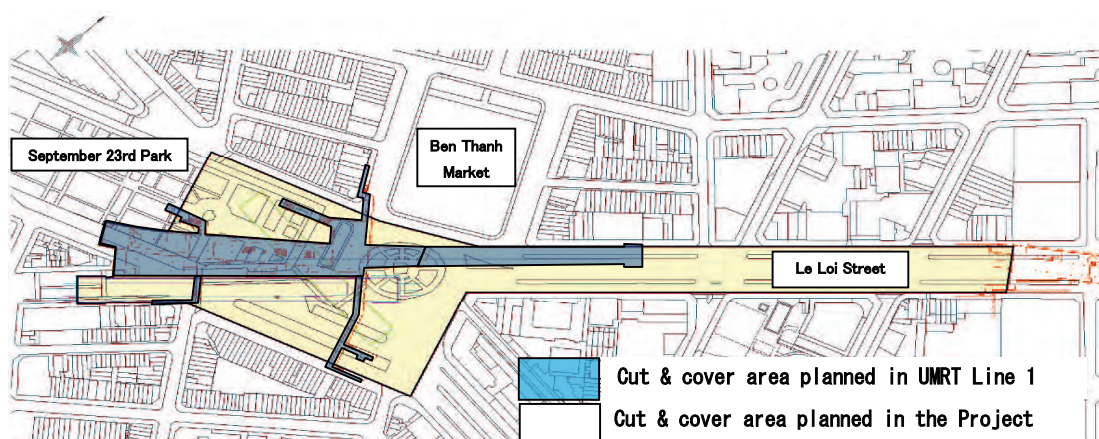 September 23rd Park
Ben Thanh
Market
Le Loi Street
Cut & cover area planned in UMRT Line 1
Cut & cover area planned in the Project